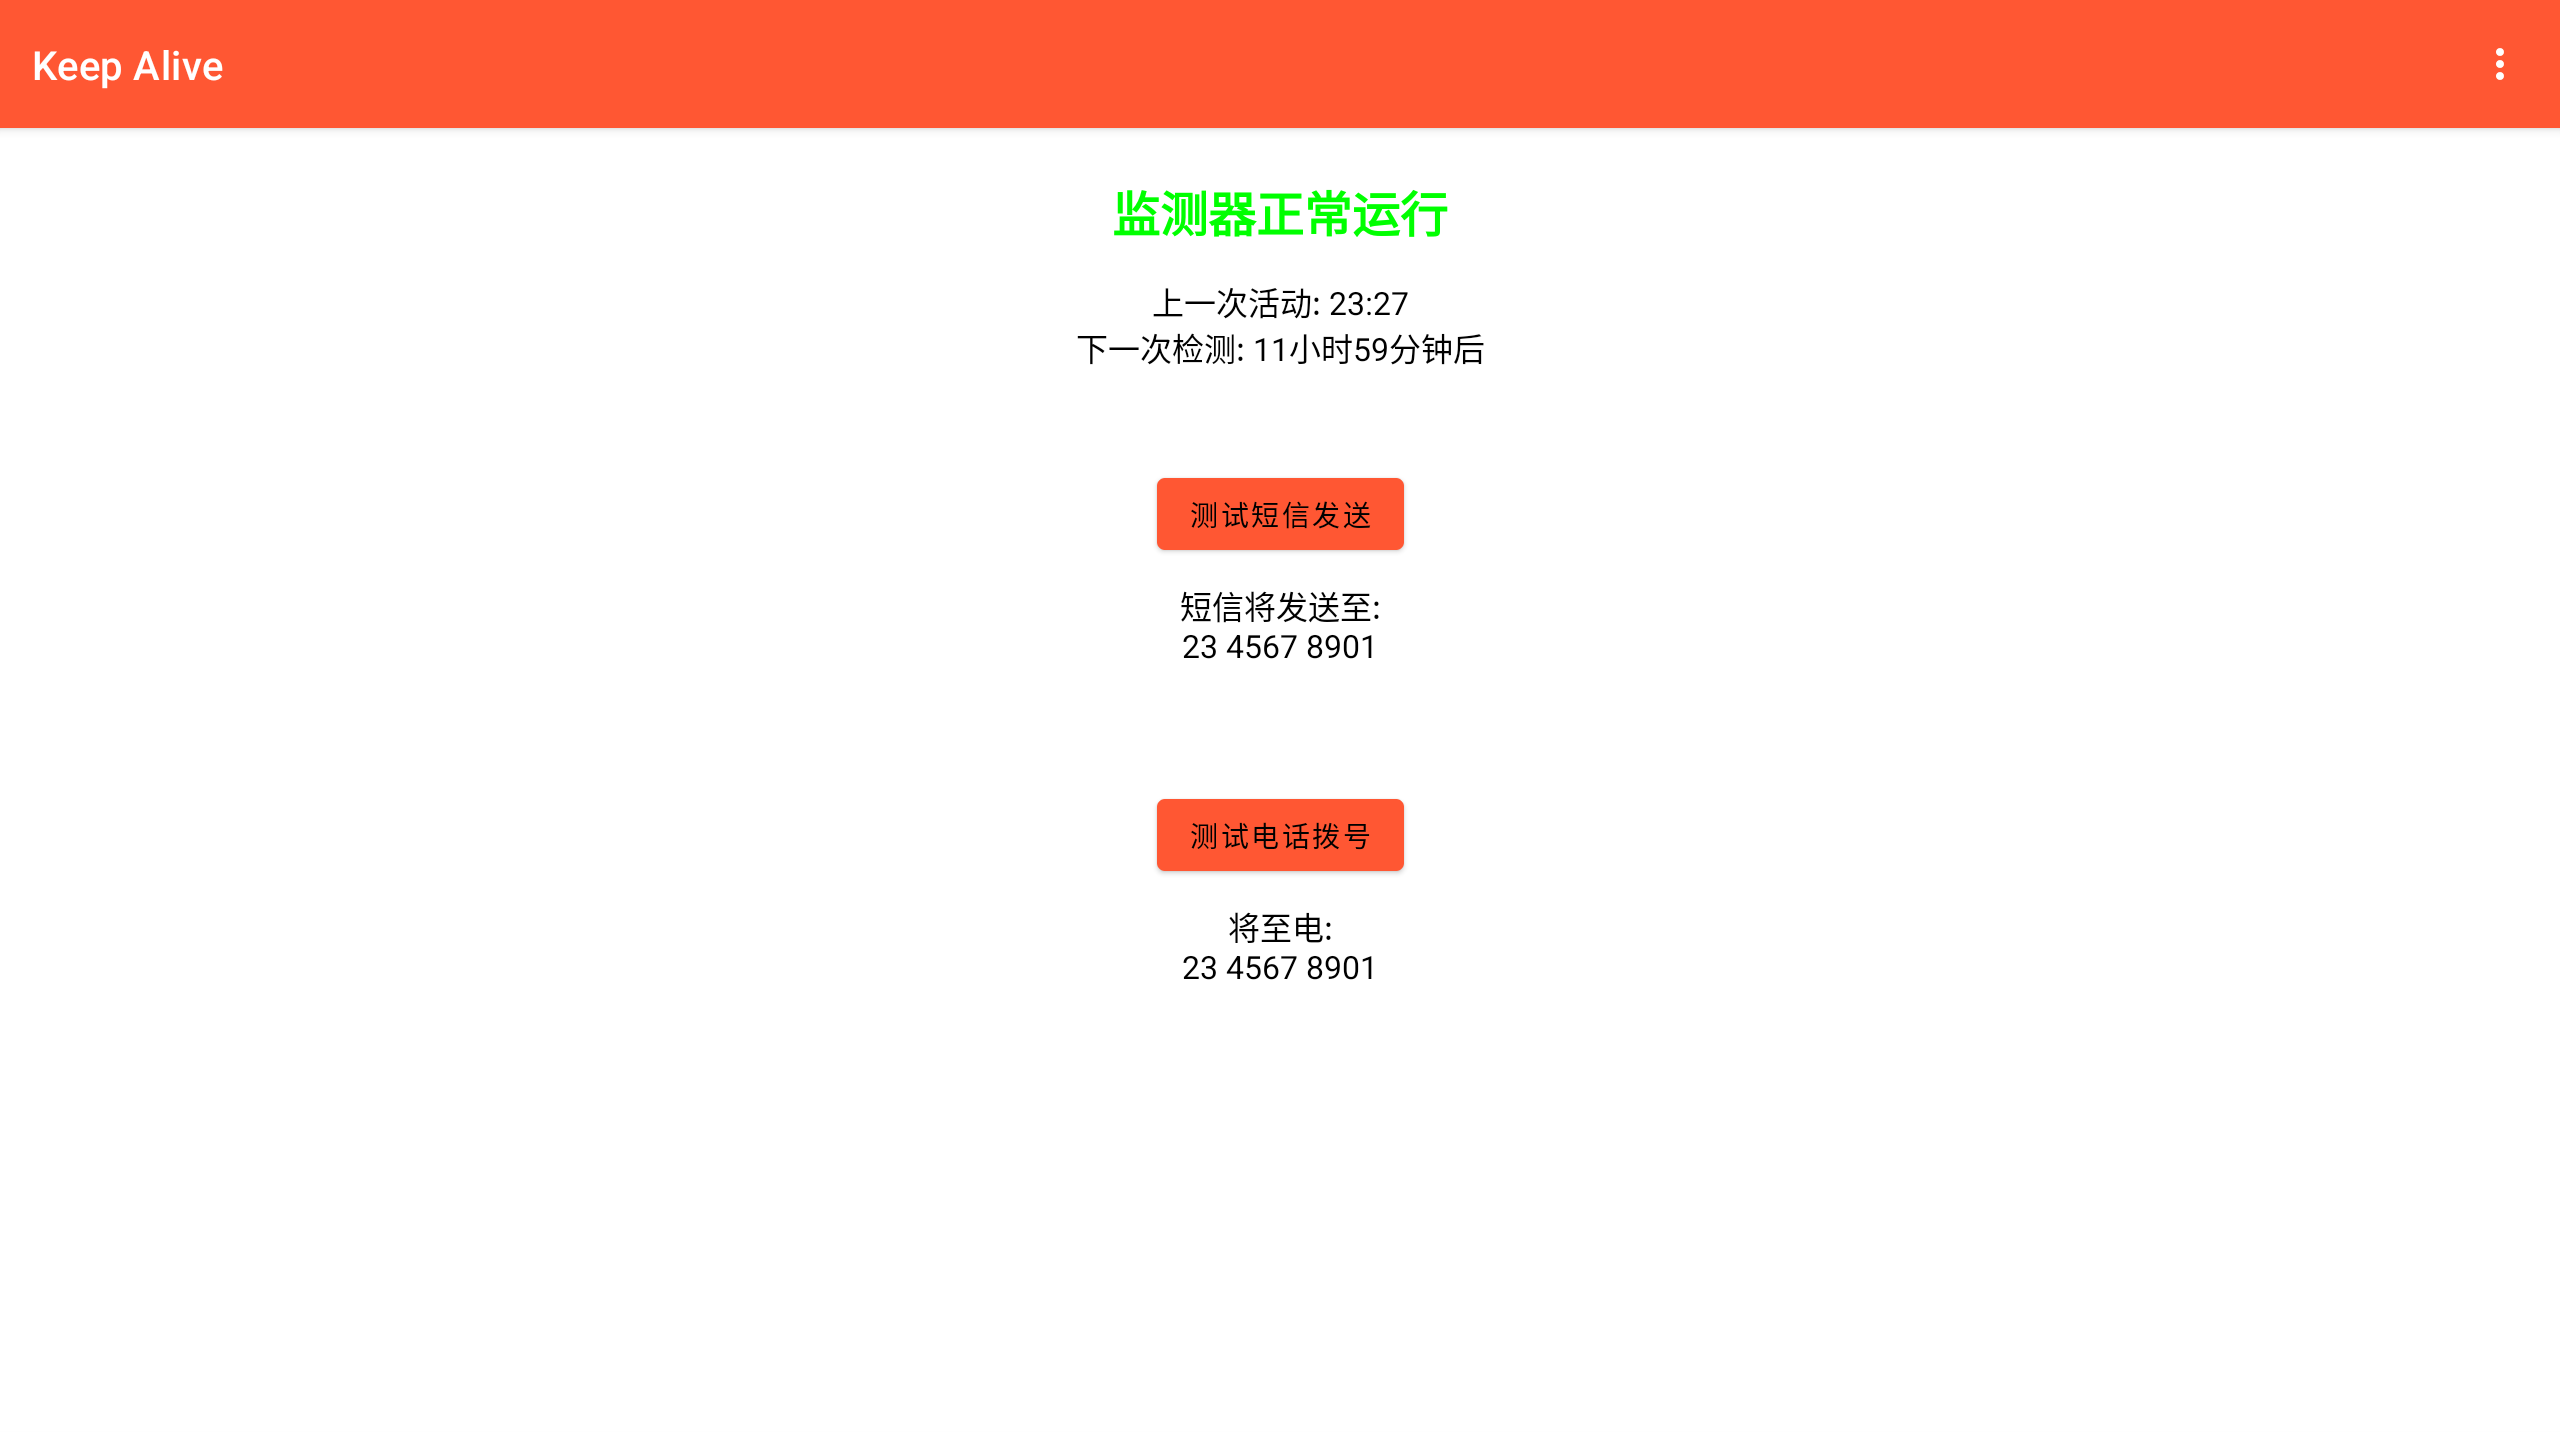 Keep Alive
监测器正常运行
上一次活动: 23:27
下一次检测: 11小时59分钟后
测试短信发送
短信将发送至:
23 4567 8901
测试电话拨号
将至电:
23 4567 8901